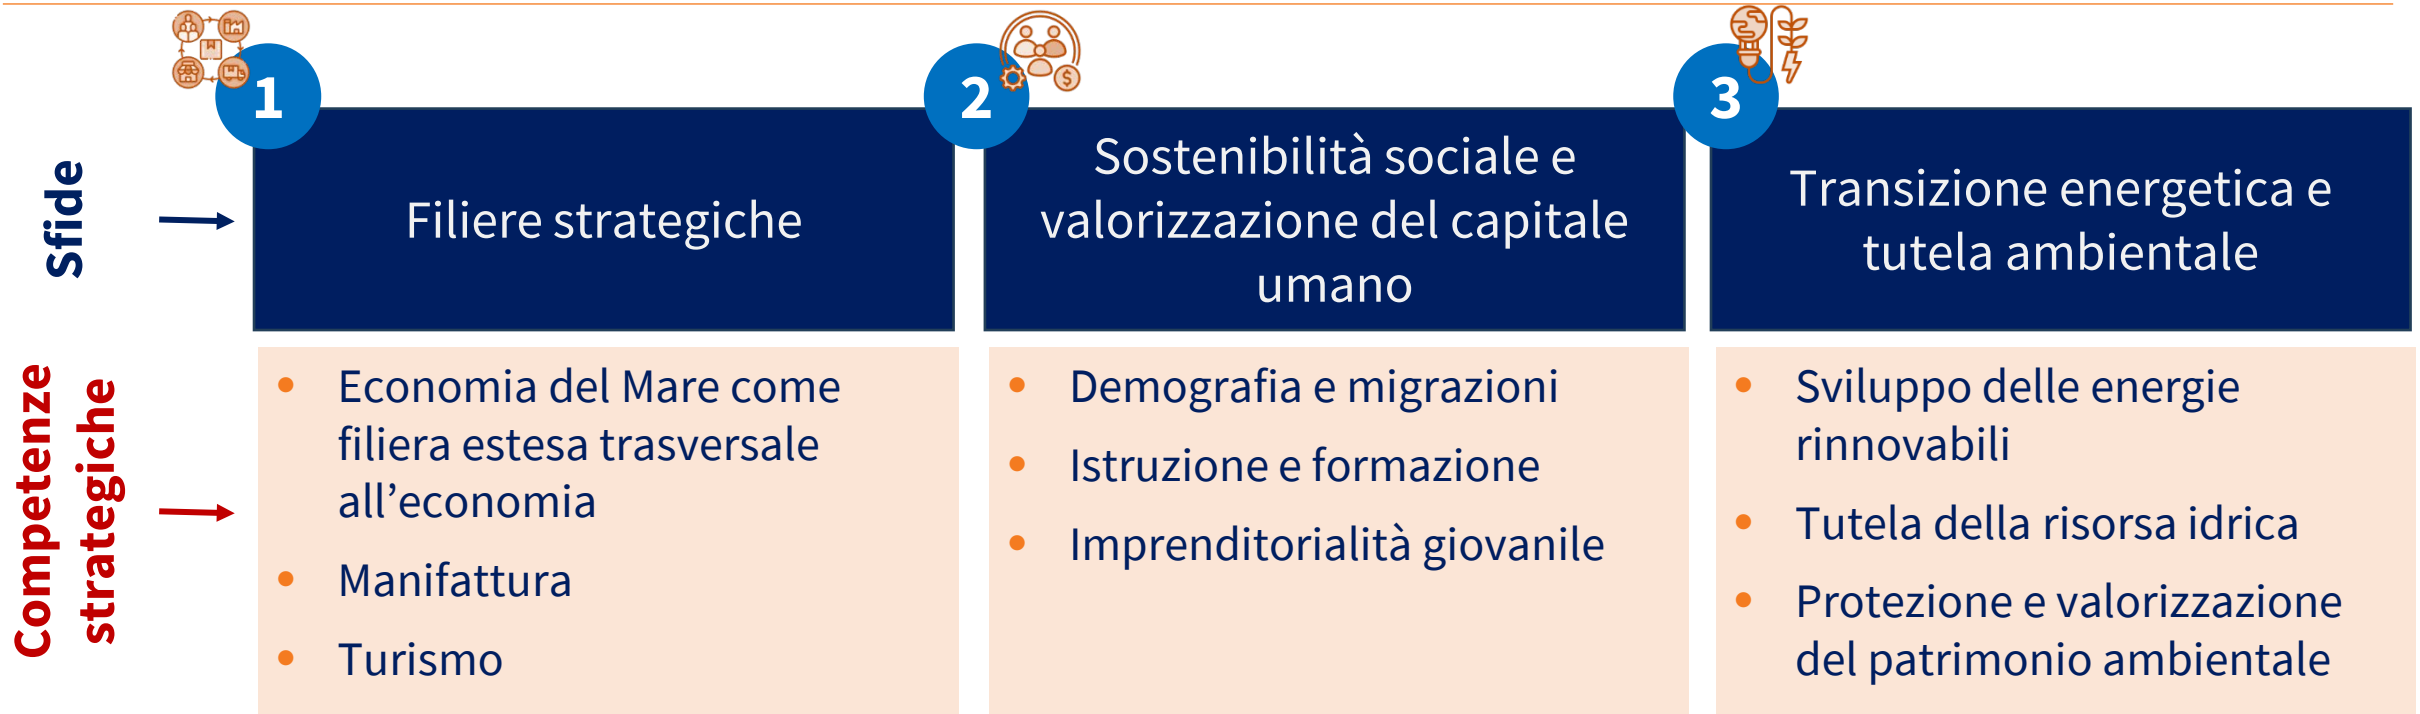 1
2
3
$
Sfide
Filiere strategiche
Sostenibilità sociale e
valorizzazione del capitale
umano
Transizione energetica e
tutela ambientale
Competenze
strategiche
• Economia del Mare come
filiera estesa trasversale
all’economia
• Manifattura
• Turismo
• Demografia e migrazioni
• Istruzione e formazione
• Imprenditorialità giovanile
• Sviluppo delle energie
rinnovabili
• Tutela della risorsa idrica
• Protezione e valorizzazione
del patrimonio ambientale